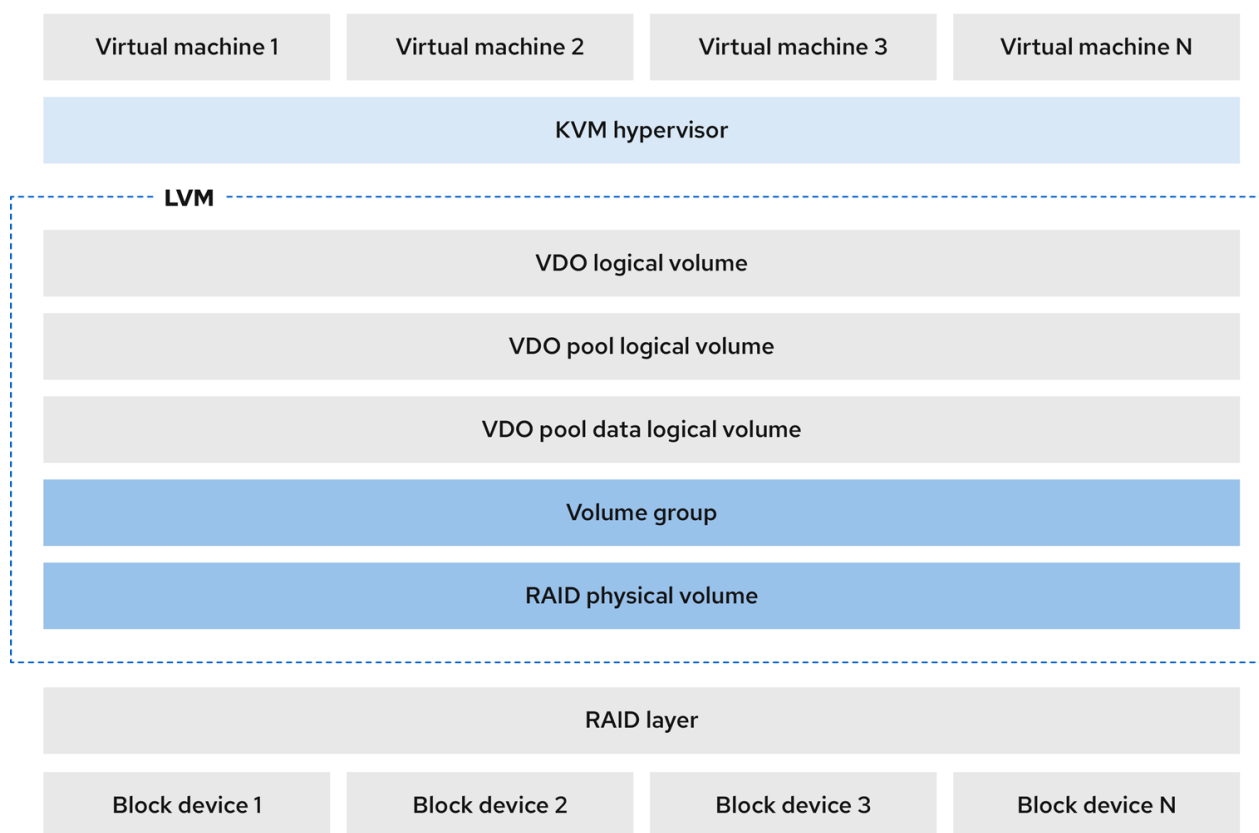 Virtual machine 1
Virtual machine 2
Virtual machine 3
Virtual machine N
KVM hypervisor
LVM
VDO logical volume
VDO pool logical volume
VDO pool data logical volume
Volume group
RAID physical volume
RAID layer
Block device 1
Block device 2
Block device 3
Block device N